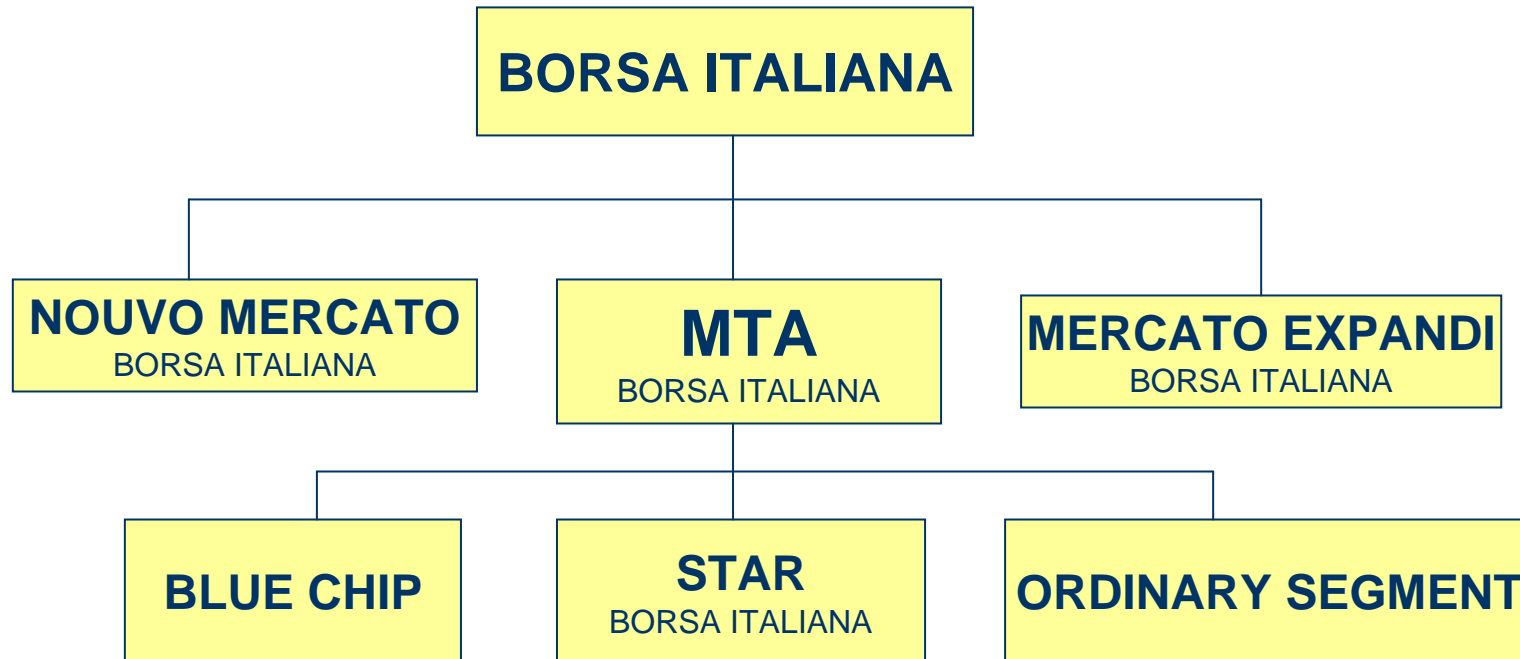 BORSA ITALIANA
NOUVO MERCATO
BORSA ITALIANA
MTA
BORSA ITALIANA
MERCATO EXPANDI
BORSA ITALIANA
BLUE CHIP
STAR
BORSA ITALIANA
ORDINARY SEGMENT